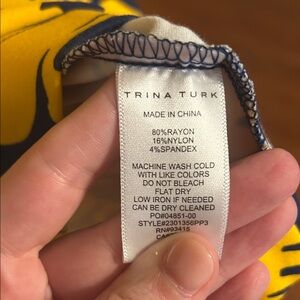 TRINA TURK
MADE IN CHINA
80%RAYON
16%NYLON
4%SPANDEX
MACHINE WASH COLD
WITH LIKE COLORS
DO NOT BLEACH
FLAT DRY
LOW IRON IF NEEDED
CAN BE DRY CLEANED
PO#04851-00
STYLE#2301356PP3
RN#93415